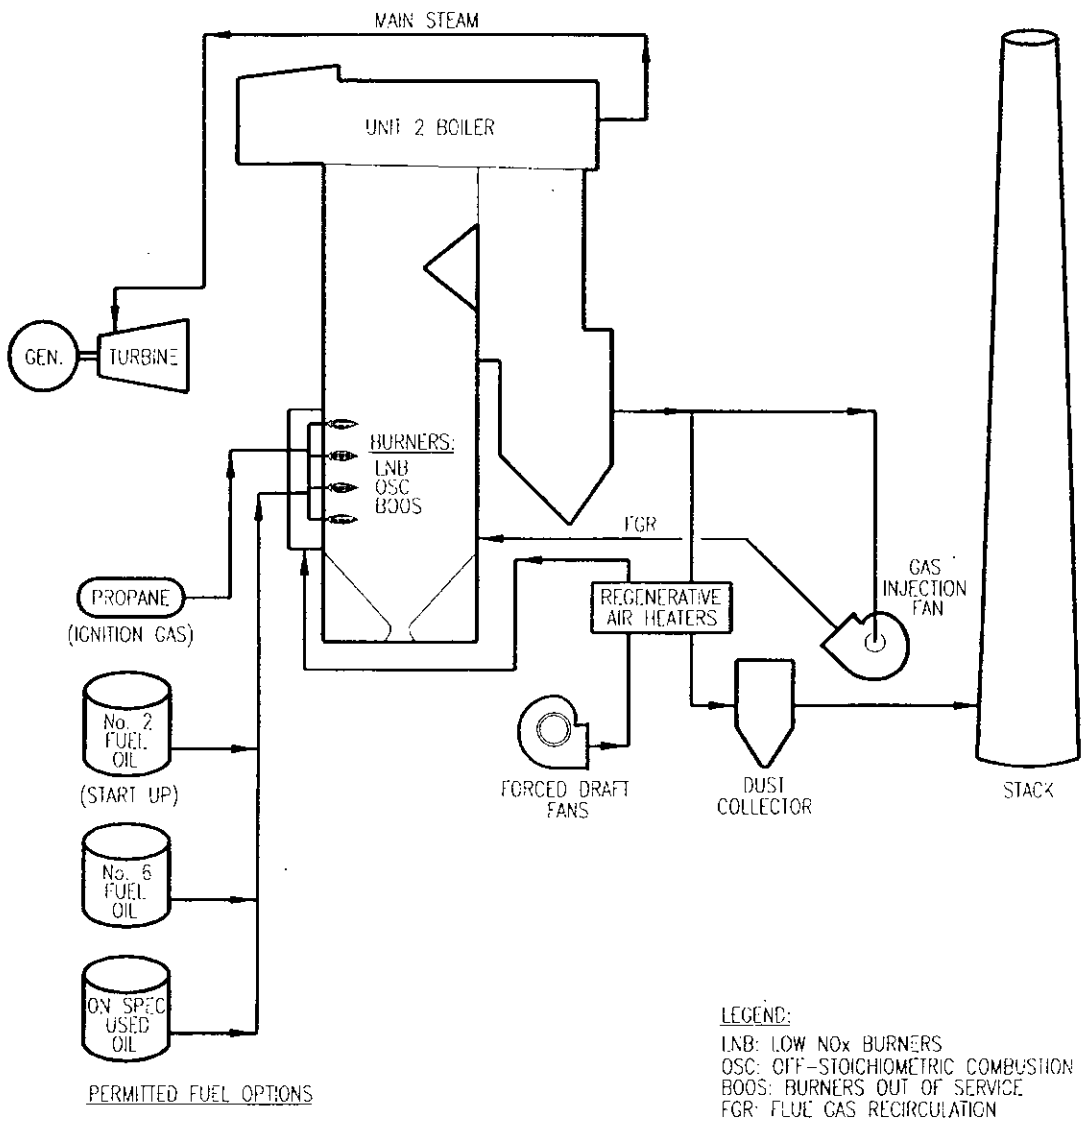 MAIN STEAM
UNIT 2 BOILER
GEN.
TURBINE
BURNERS:
LNB
OSC
BOOS
FGR
PROPANE
(IGNITION GAS)
REGENERATIVE
AIR HEATERS
GAS
INJECTION
FAN
No. 2
FUEL
OIL
(START UP)
FORCED DRAFT
FANS
DUST
COLLECTOR
STACK
No. 6
FUEL
OIL
ON SPEC
USED
OIL
PERMITTED FUEL OPTIONS
LEGEND:
LNB: LOW NOx BURNERS
OSC: OFF-STOICHIOMETRIC COMBUSTION
BOOS: BURNERS OUT OF SERVICE
FGR: FLUE GAS RECIRCULATION